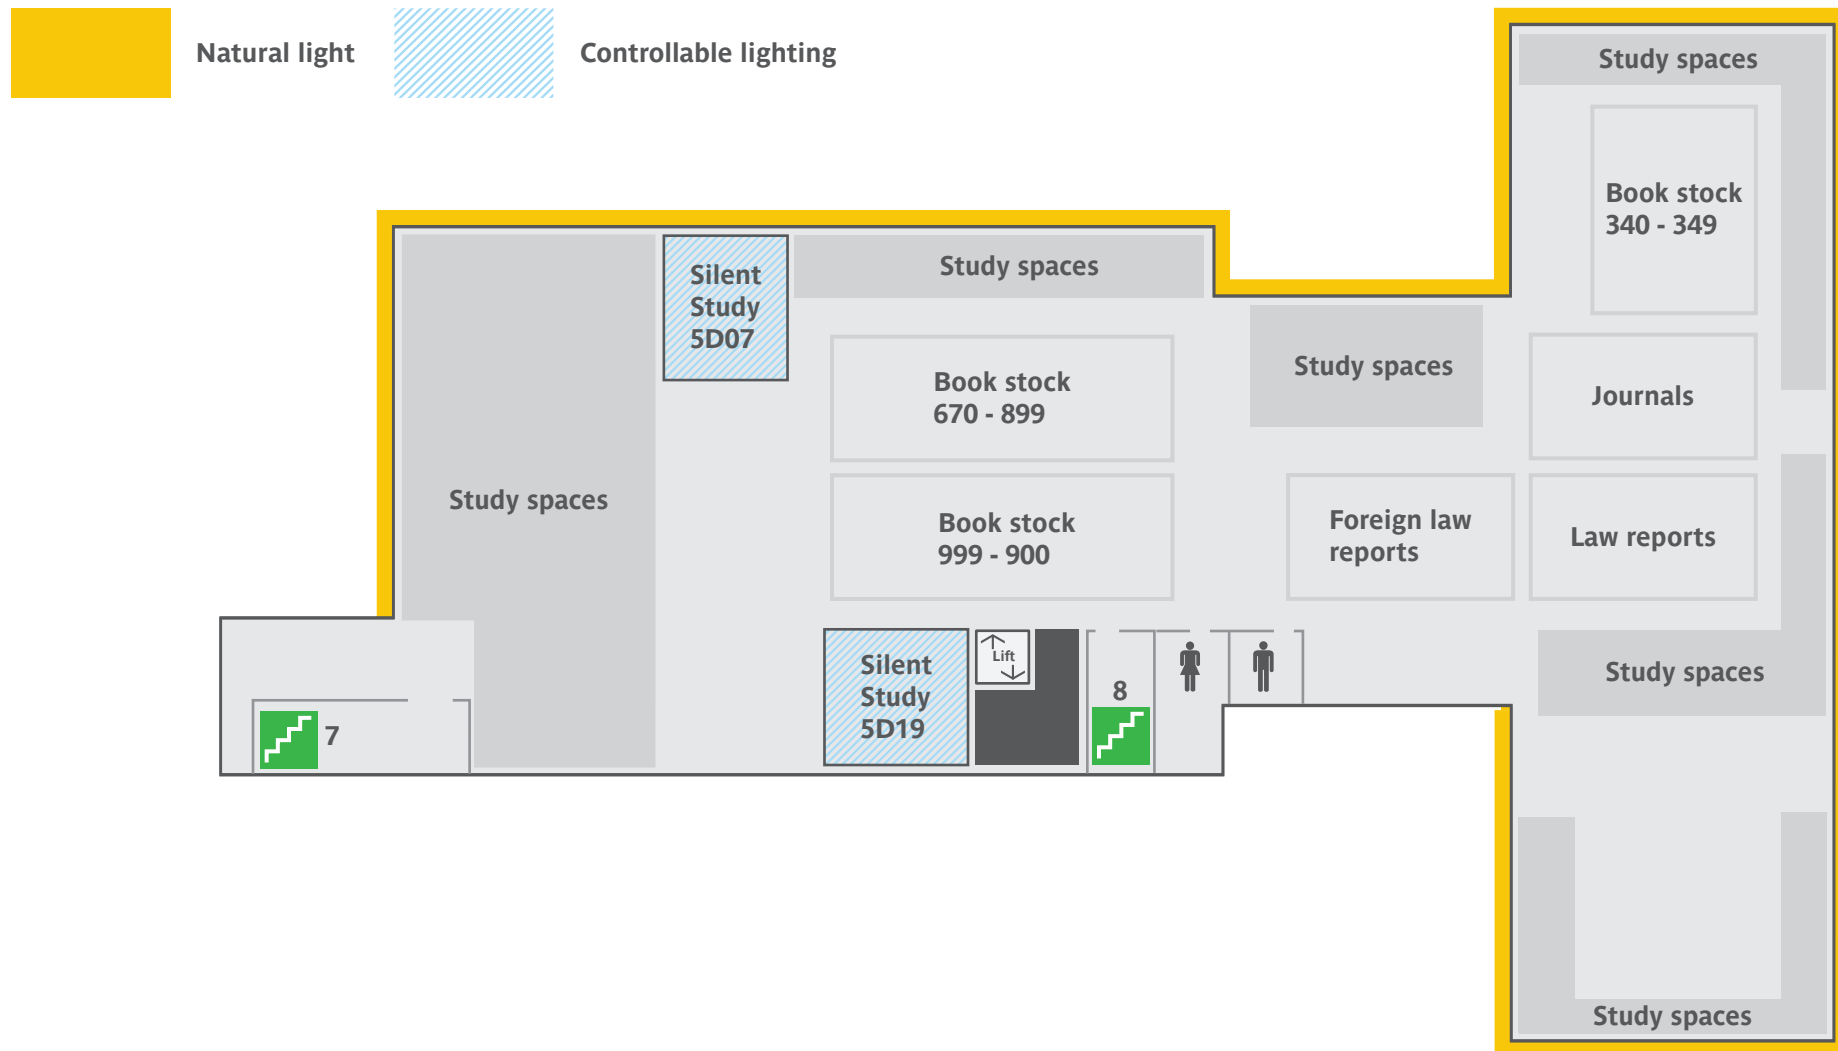 Natural light
Controllable lighting
Study spaces
Book stock
340 - 349
Silent
Study
5D07
Study spaces
Study spaces
Book stock
670 - 899
Journals
Study spaces
Book stock
999 - 900
Foreign law
reports
Law reports
Silent
Study
5D19
Lift
8
Study spaces
7
Study spaces